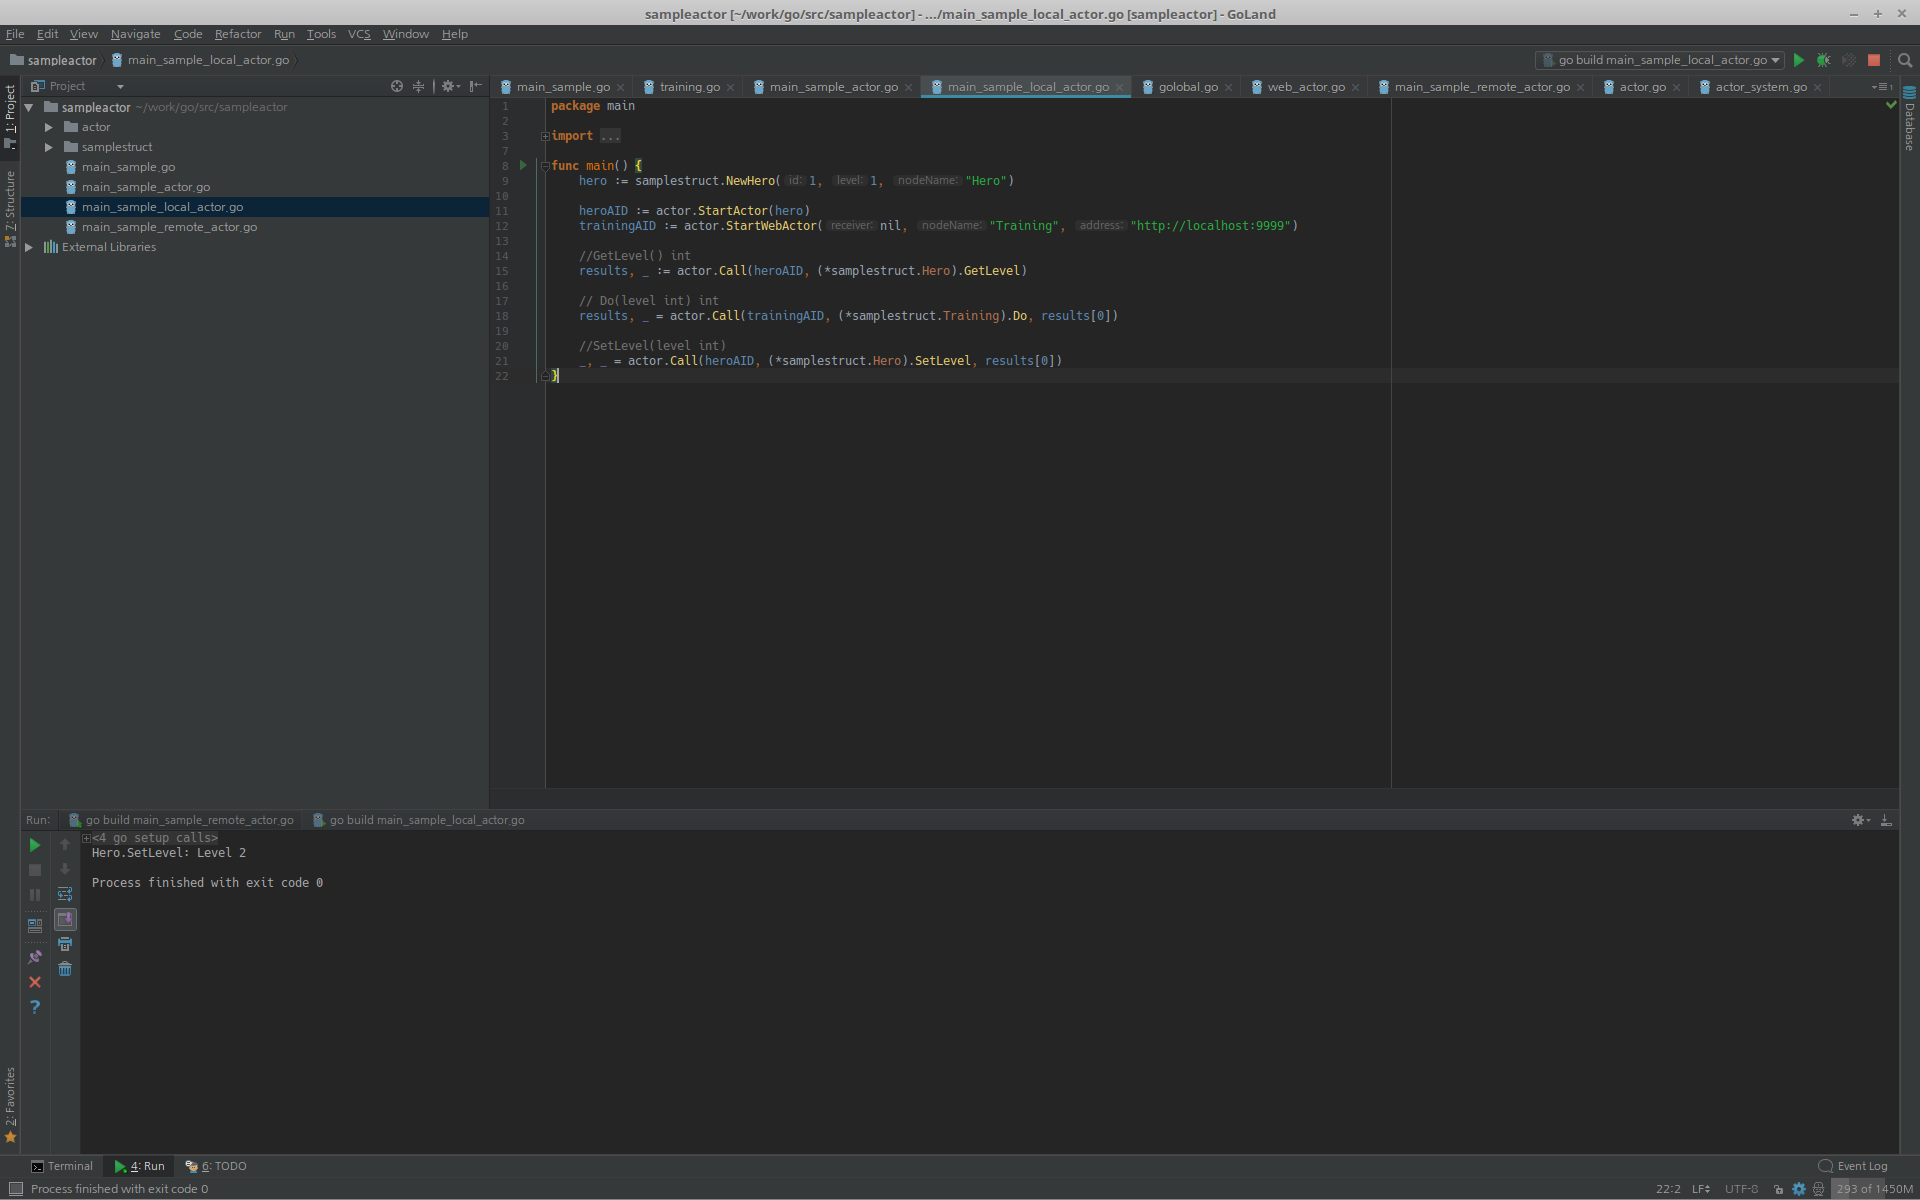 sampleactor [~/work/go/src/sampleactor] - .../main_sample_local_actor.go [sampleactor] - GoLand
File Edit View Navigate Code Refactor Run Tools VCS Window Help
sampleactor main_sample_local_actor.go
go build main_sample_local_actor.go
1: Project
Project
main_sample.go training.go main_sample_actor.go main_sample_local_actor.go golobal.go web_actor.go main_sample_remote_actor.go actor.go actor_system.go
sampleactor ~/work/go/src/sampleactor
actor
samplestruct
main_sample.go
main_sample_actor.go
main_sample_local_actor.go
main_sample_remote_actor.go
External Libraries
Z: Structure
Database
1 package main
2
3 import ...
7
8 func main() {
9 hero := samplestruct.NewHero( id: 1, level: 1, nodeName: "Hero")
10
11 heroAID := actor.StartActor(hero)
12 trainingAID := actor.StartWebActor( receiver: nil, nodeName: "Training", address: "http://localhost:9999")
13
14 //GetLevel() int
15 results, _ := actor.Call(heroAID, (*samplestruct.Hero).GetLevel)
16
17 // Do(level int) int
18 results, _ = actor.Call(trainingAID, (*samplestruct.Training).Do, results[0])
19
20 //SetLevel(level int)
21 _, _ = actor.Call(heroAID, (*samplestruct.Hero).SetLevel, results[0])
22 }
Run: go build main_sample_remote_actor.go go build main_sample_local_actor.go
<4 go setup calls>
Hero.SetLevel: Level 2
Process finished with exit code 0
2: Favorites
Terminal 4: Run 6: TODO Event Log
Process finished with exit code 0 22:2 LF UTF-8 293 of 1450M